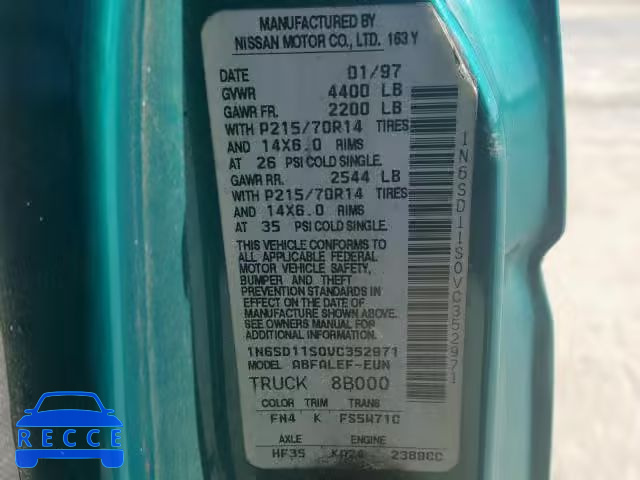 MANUFACTURED BY
NISSAN MOTOR CO., LTD. 163Y
DATE 01/97
GVWR 4400 LB
GAWR FR. 2200 LB
WITH P215/70R14 TIRES
AND 14X6.0 RIMS
AT 26 PSI COLD SINGLE.
GAWR RR. 2544 LB
WITH P215/70R14 TIRES
AND 14X6.0 RIMS
AT 35 PSI COLD SINGLE.
THIS VEHICLE CONFORMS TO
ALL APPLICABLE FEDERAL
MOTOR VEHICLE SAFETY,
BUMPER AND THEFT
PREVENTION STANDARDS IN
EFFECT ON THE DATE OF
MANUFACTURE SHOWN ABOVE.
SEE OWNERS MANUAL FOR
ADDITIONAL INFORMATION.
1N6SD11S0VC352971
MODEL ABFALEF-EUN
TRUCK 8B000
COLOR TRIM TRANS
FN4 K FS5W71C
AXLE ENGINE
HF35 KA24 2389CC
1N6SD11S0VC352971
RECCE